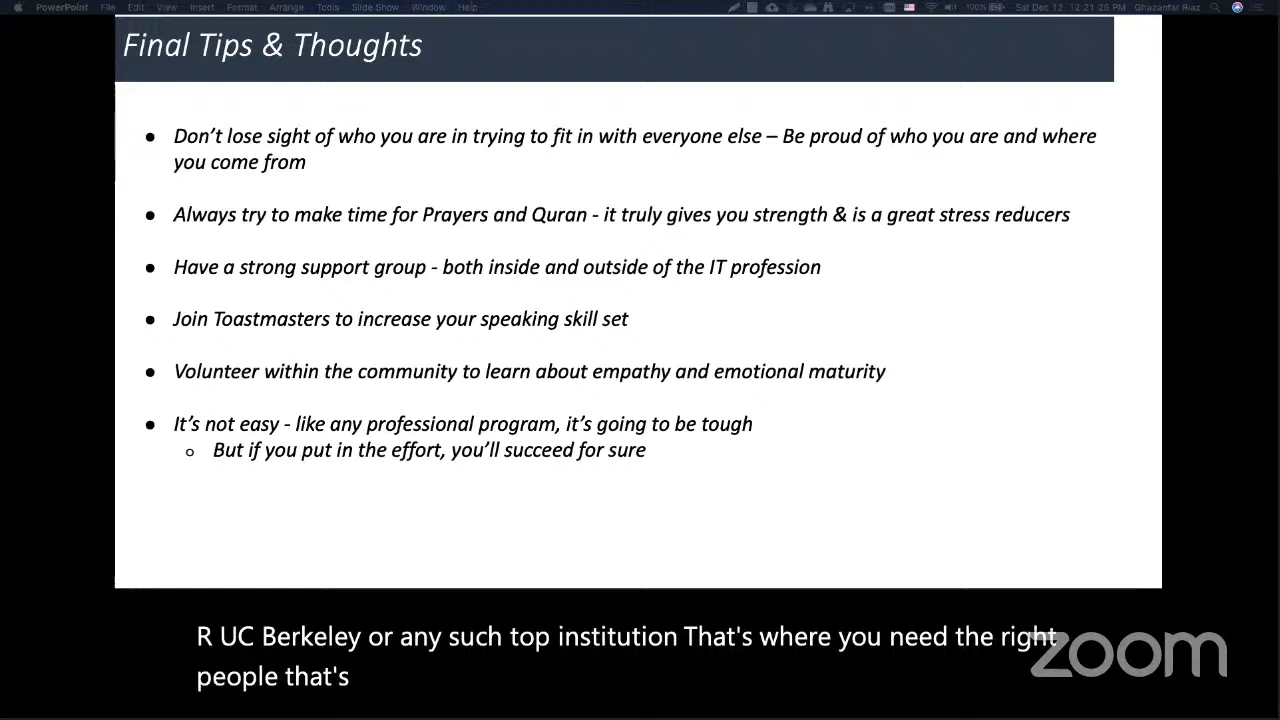 PowerPoint File Edit View Insert Format Arrange Tools Slide Show Window Help 100% Sat Dec 12 12:21:25 PM Ghazanfar Riaz
Final Tips & Thoughts
● Don't lose sight of who you are in trying to fit in with everyone else – Be proud of who you are and where
you come from
● Always try to make time for Prayers and Quran - it truly gives you strength & is a great stress reducers
● Have a strong support group - both inside and outside of the IT profession
● Join Toastmasters to increase your speaking skill set
● Volunteer within the community to learn about empathy and emotional maturity
● It's not easy - like any professional program, it's going to be tough
○ But if you put in the effort, you'll succeed for sure
R UC Berkeley or any such top institution That's where you need the right
people that's
zoom